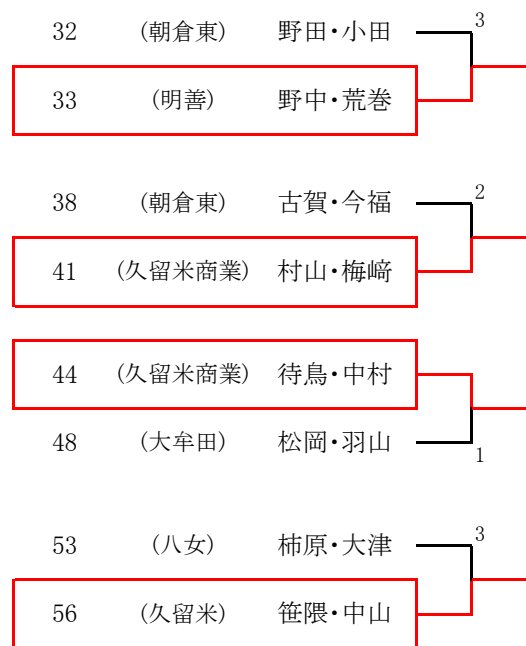 32 (朝倉東) 野田・小田 3
33 (明善) 野中・荒巻
38 (朝倉東) 古賀・今福 2
41 (久留米商業) 村山・梅﨑
44 (久留米商業) 待鳥・中村
48 (大牟田) 松岡・羽山 1
53 (八女) 柿原・大津 3
56 (久留米) 笹隈・中山